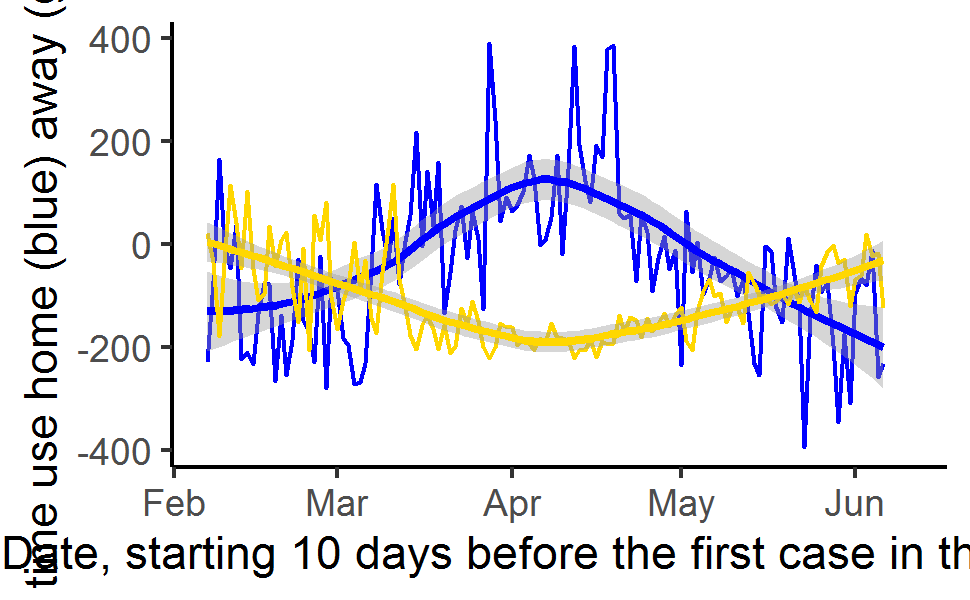 time use home (blue) away (
400
200
0
-200
-400
Feb Mar Apr May Jun
Date, starting 10 days before the first case in th